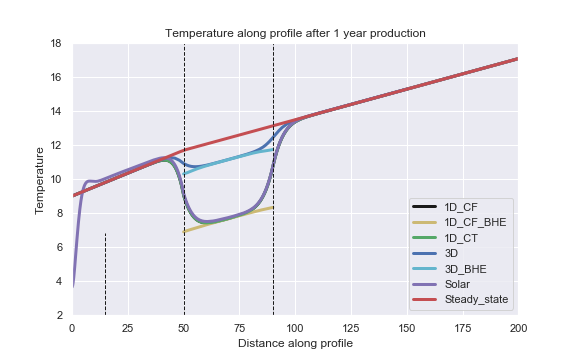 Temperature along profile after 1 year production
18
16
14
12
10
8
6
4
2
Temperature
0
25
50
75
100
125
150
175
200
Distance along profile
1D_CF
1D_CF_BHE
1D_CT
3D
3D_BHE
Solar
Steady_state